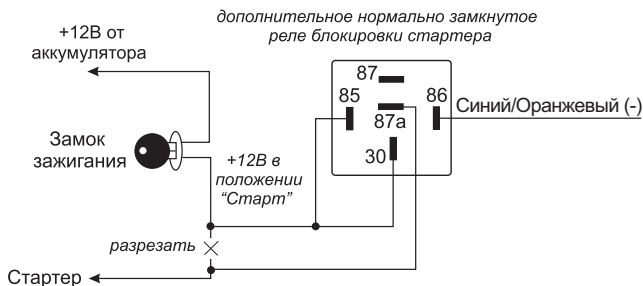 дополнительное нормально замкнутое
реле блокировки стартера
+12В от
аккумулятора
87
85
86
87а
30
Синий/Оранжевый (-)
Замок
зажигания
+12В в
положении
“Старт”
разрезать
Стартер